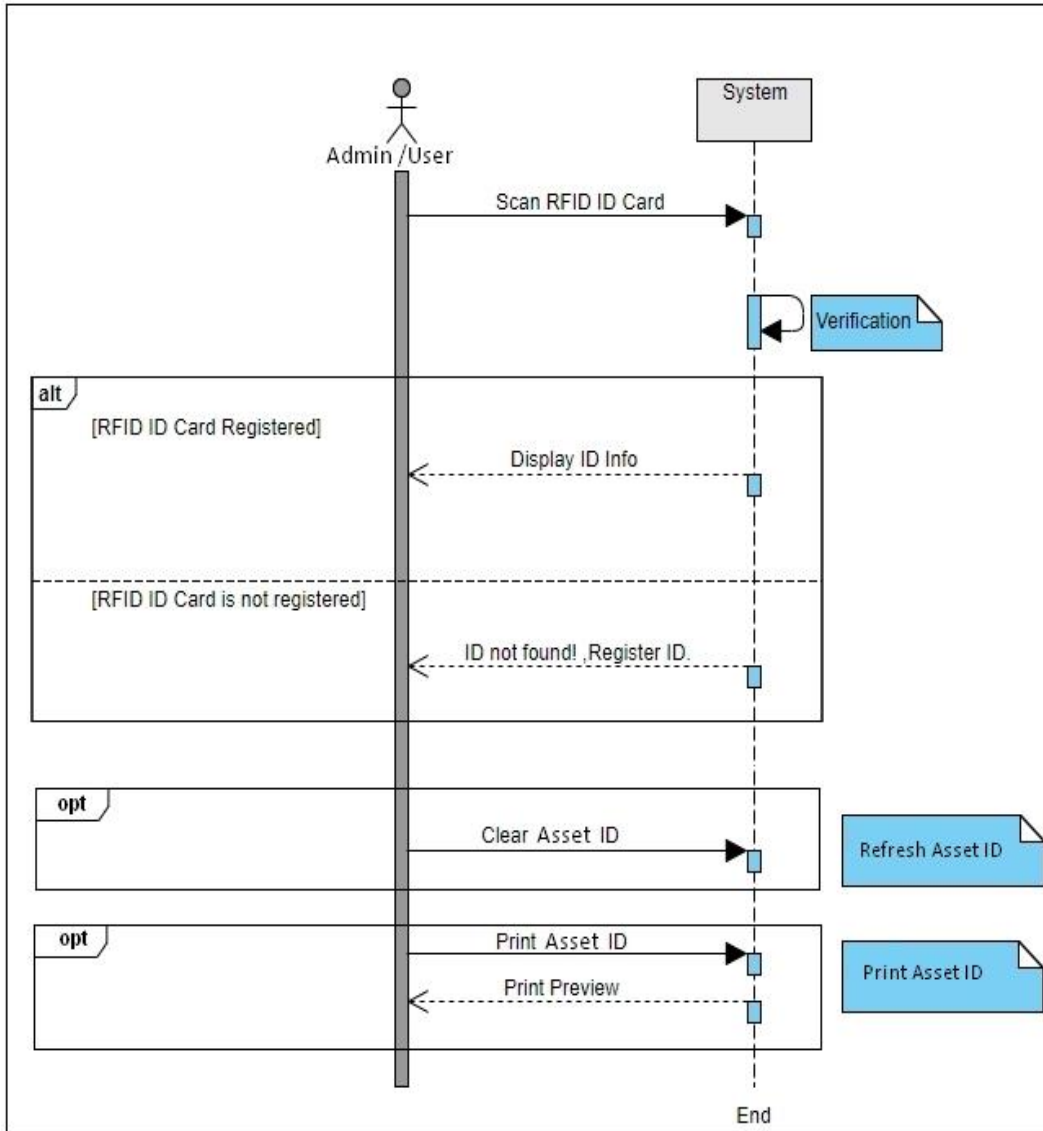 System
Admin /User
Scan RFID ID Card
Verification
alt
[RFID ID Card Registered]
Display ID Info
[RFID ID Card is not registered]
ID not found! ,Register ID.
opt
Clear Asset ID
Refresh Asset ID
opt
Print Asset ID
Print Asset ID
Print Preview
End